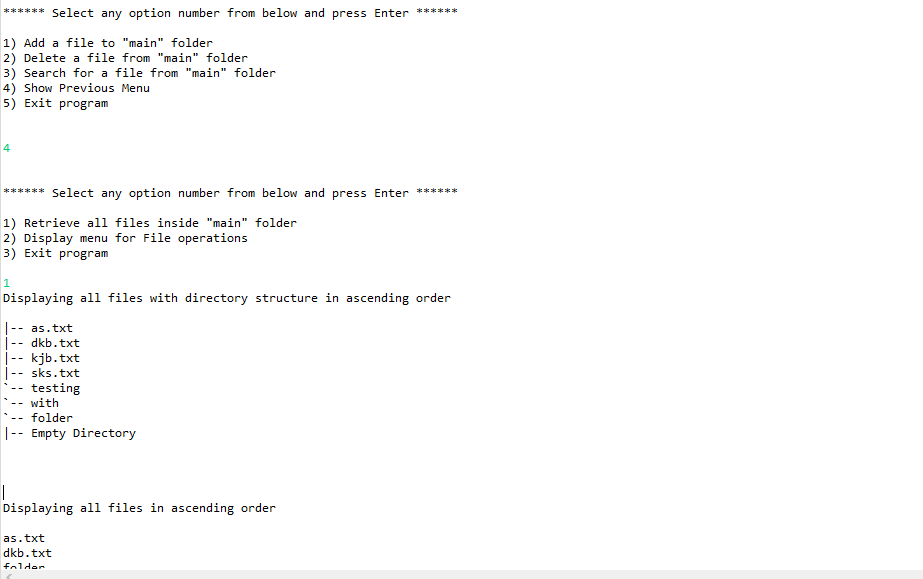 ****** Select any option number from below and press Enter ******
1) Add a file to "main" folder
2) Delete a file from "main" folder
3) Search for a file from "main" folder
4) Show Previous Menu
5) Exit program
4
****** Select any option number from below and press Enter ******
1) Retrieve all files inside "main" folder
2) Display menu for File operations
3) Exit program
1
Displaying all files with directory structure in ascending order
|-- as.txt
|-- dkb.txt
|-- kjb.txt
|-- sks.txt
`-- testing
`-- with
`-- folder
|-- Empty Directory
Displaying all files in ascending order
as.txt
dkb.txt
folder